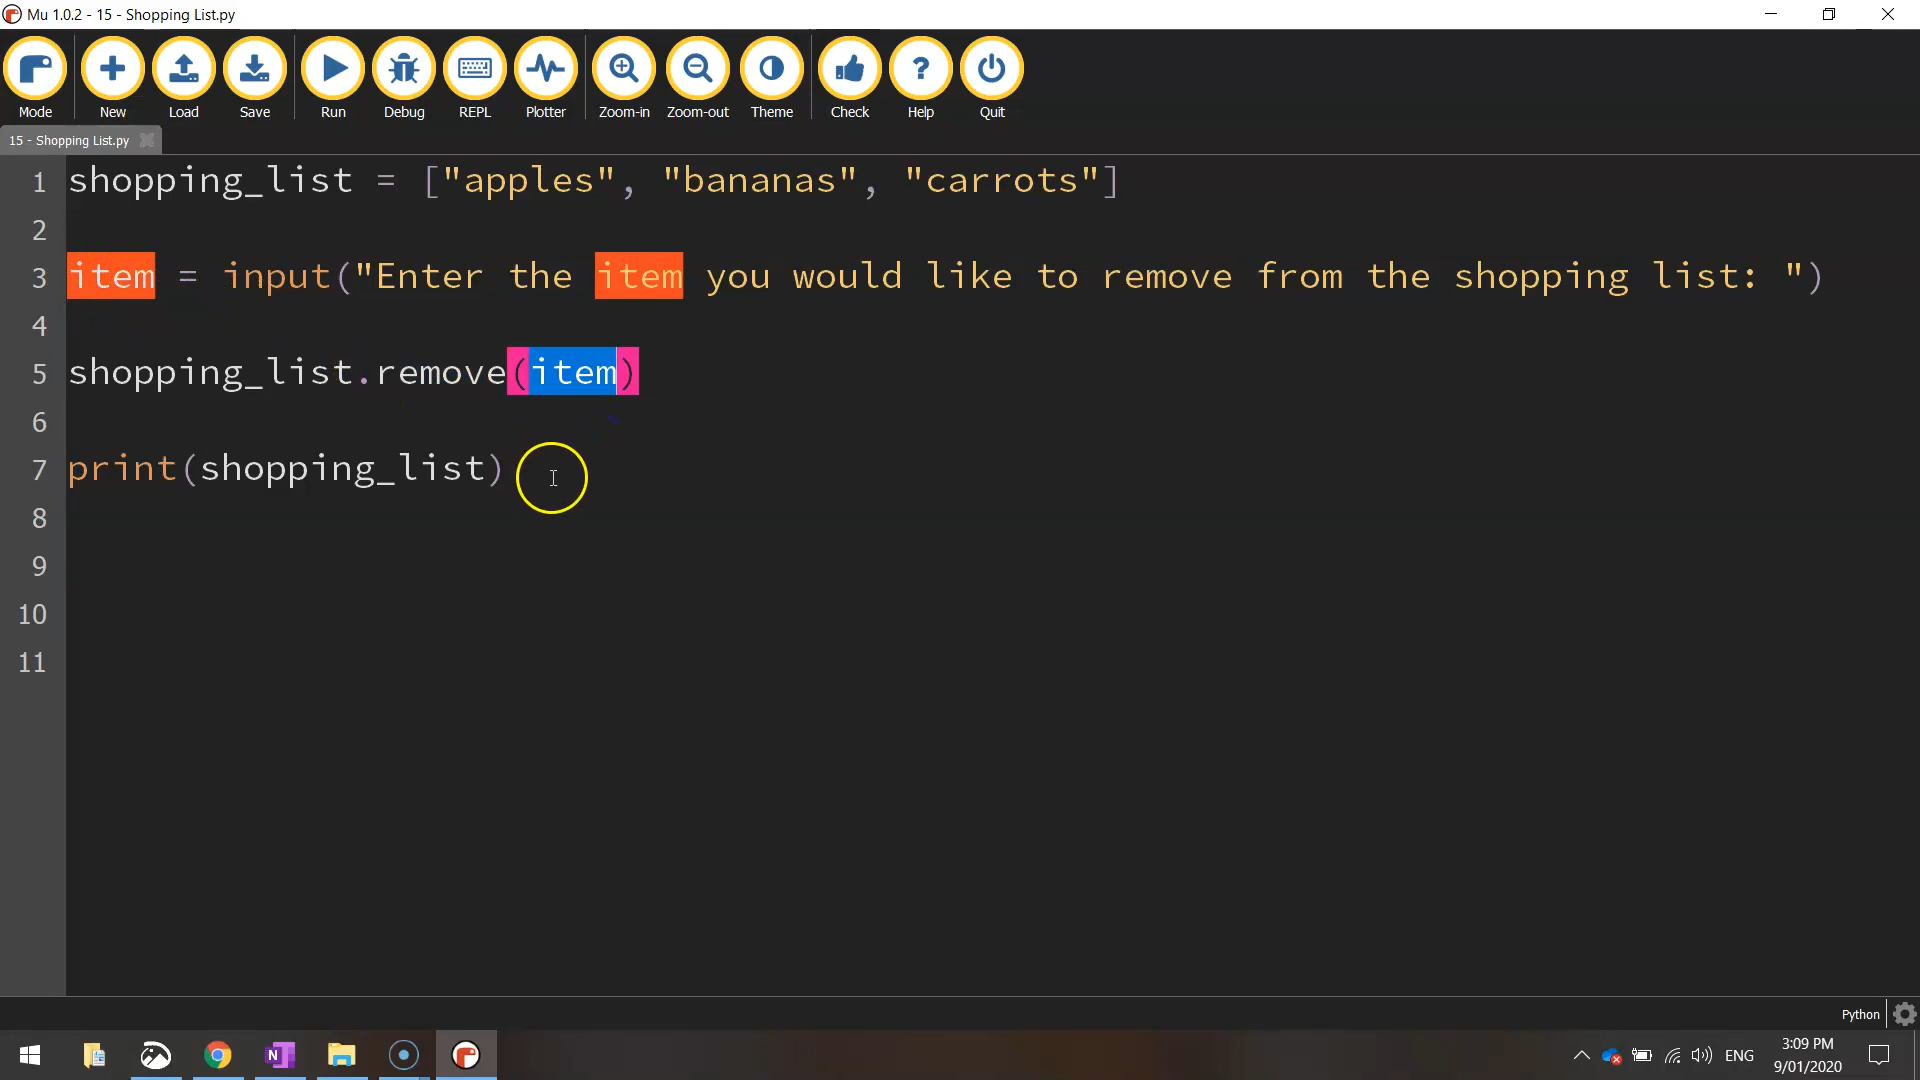 Mu 1.0.2 - 15 - Shopping List.py
Mode New Load Save Run Debug REPL Plotter Zoom-in Zoom-out Theme Check Help Quit
15 - Shopping List.py
1 shopping_list = ["apples", "bananas", "carrots"]
2
3 item = input("Enter the item you would like to remove from the shopping list: ")
4
5 shopping_list.remove(item)
6
7 print(shopping_list)
8
9
10
11
Python
ENG
3:09 PM
9/01/2020